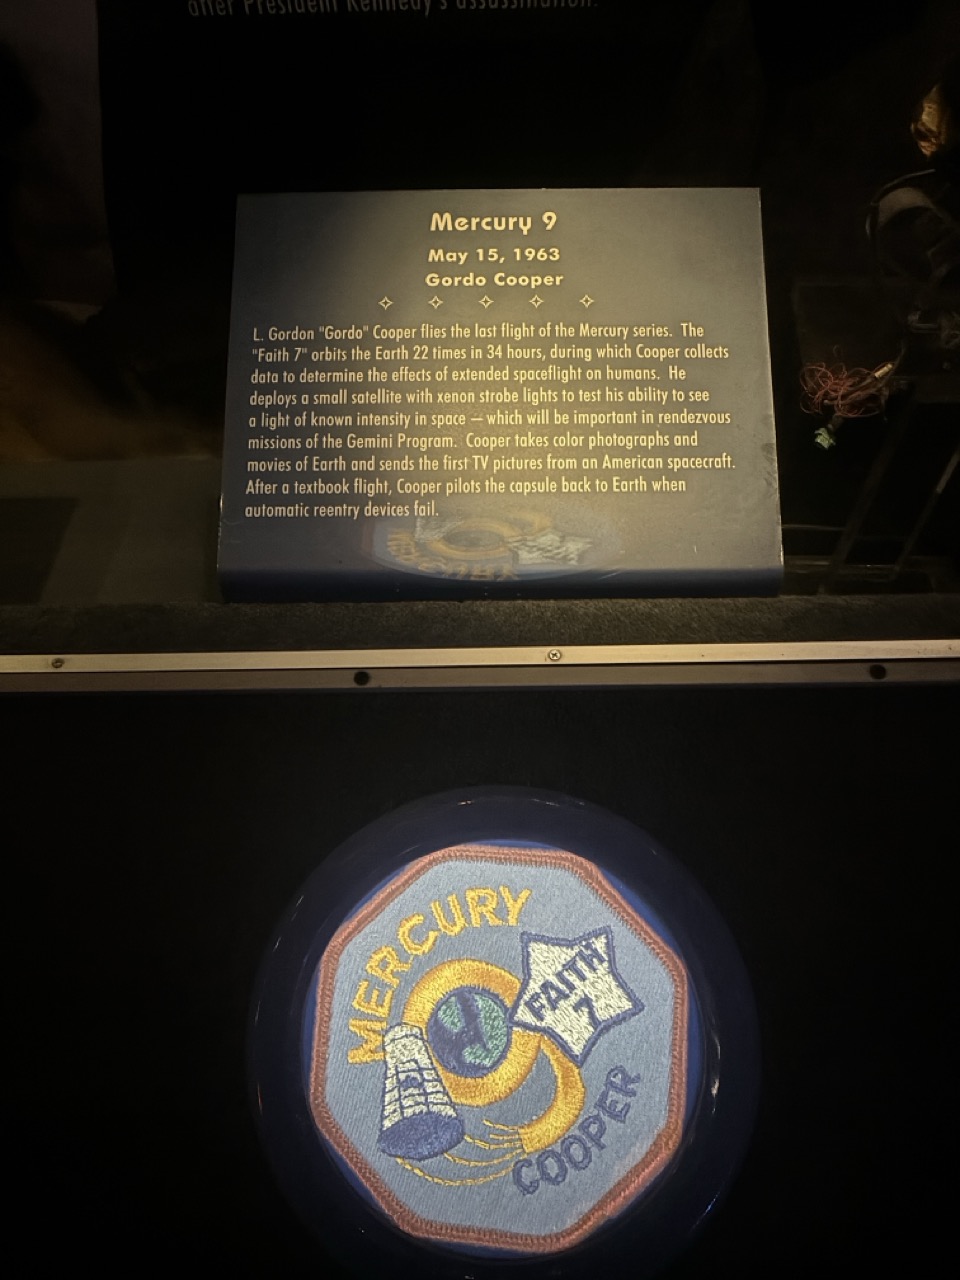 after President Kennedy's assassination.
Mercury 9
May 15, 1963
Gordo Cooper
L. Gordon "Gordo" Cooper flies the last flight of the Mercury series. The
"Faith 7" orbits the Earth 22 times in 34 hours, during which Cooper collects
data to determine the effects of extended spaceflight on humans. He
deploys a small satellite with xenon strobe lights to test his ability to see
a light of known intensity in space – which will be important in rendezvous
missions of the Gemini Program. Cooper takes color photographs and
movies of Earth and sends the first TV pictures from an American spacecraft.
After a textbook flight, Cooper pilots the capsule back to Earth when
automatic reentry devices fail.
MERCURY
FAITH
7
COOPER